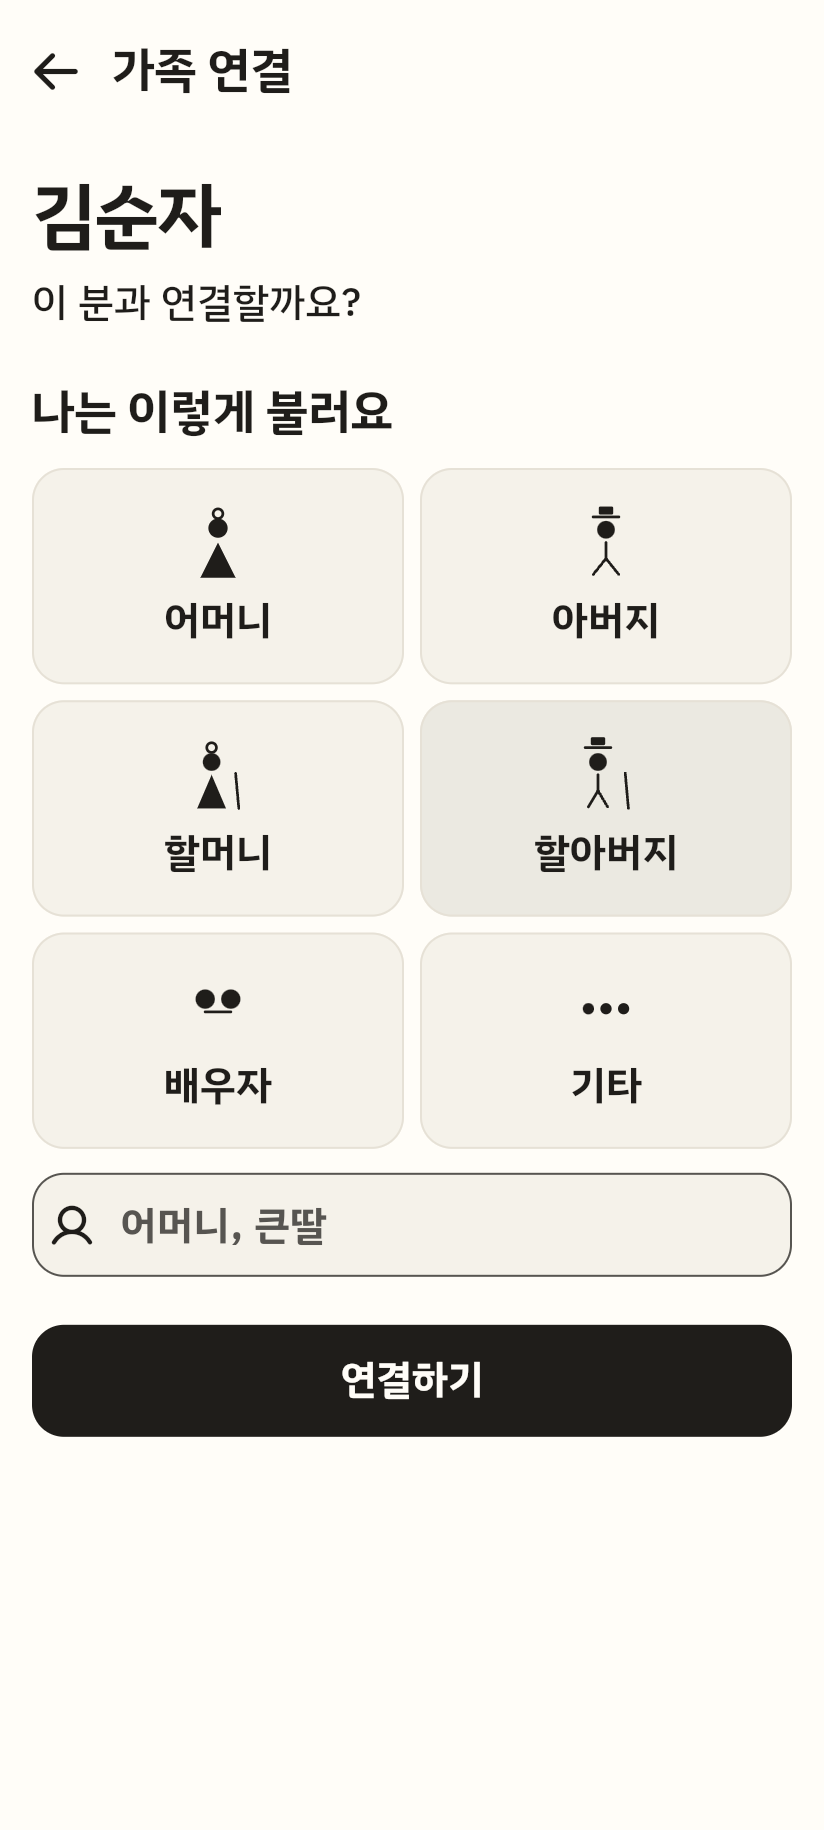 가족 연결
김순자
이 분과 연결할까요?
나는 이렇게 불러요
어머니
아버지
할머니
할아버지
배우자
기타
어머니, 큰딸
연결하기